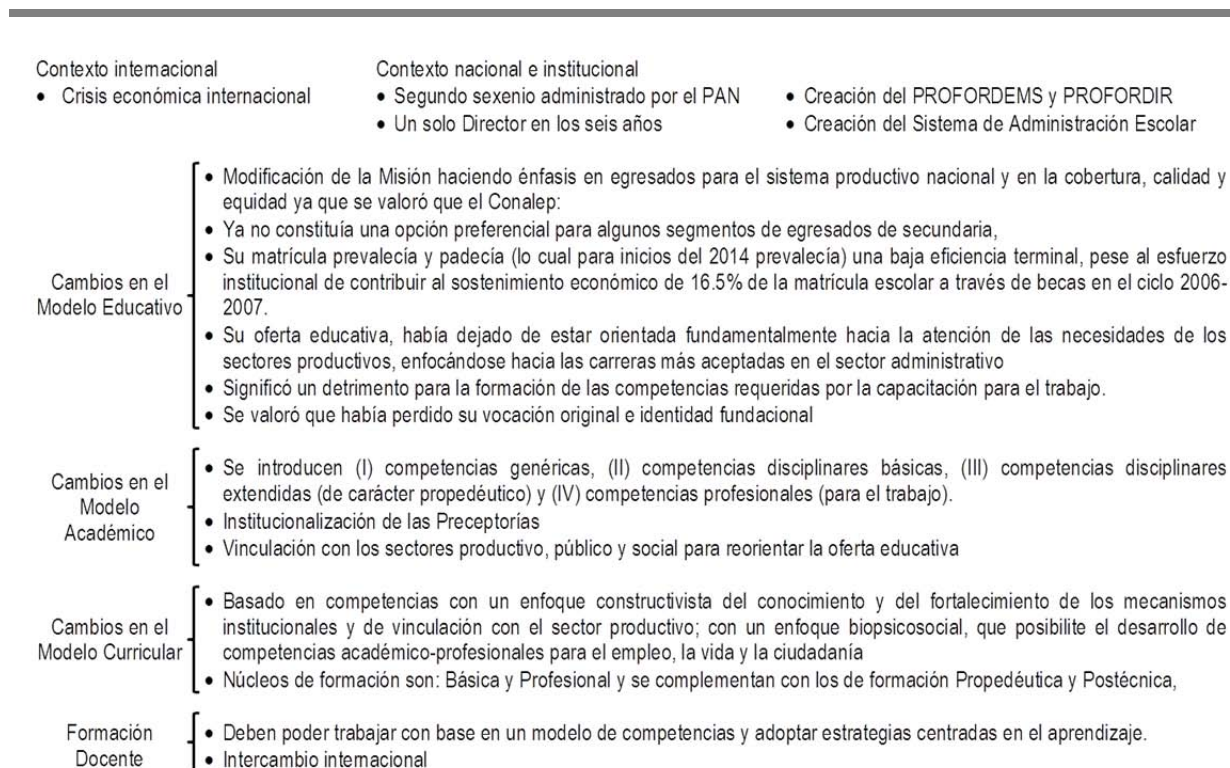 Contexto internacional
• Crisis económica internacional
Contexto nacional e institucional
• Segundo sexenio administrado por el PAN
• Un solo Director en los seis años
• Creación del PROFORDEMS y PROFORDIR
• Creación del Sistema de Administración Escolar
Cambios en el
Modelo Educativo
• Modificación de la Misión haciendo énfasis en egresados para el sistema productivo nacional y en la cobertura, calidad y
equidad ya que se valoró que el Conalep:
• Ya no constituía una opción preferencial para algunos segmentos de egresados de secundaria,
• Su matrícula prevalecía y padecía (lo cual para inicios del 2014 prevalecía) una baja eficiencia terminal, pese al esfuerzo
institucional de contribuir al sostenimiento económico de 16.5% de la matrícula escolar a través de becas en el ciclo 2006-
2007.
• Su oferta educativa, había dejado de estar orientada fundamentalmente hacia la atención de las necesidades de los
sectores productivos, enfocándose hacia las carreras más aceptadas en el sector administrativo
• Significó un detrimento para la formación de las competencias requeridas por la capacitación para el trabajo.
• Se valoró que había perdido su vocación original e identidad fundacional
Cambios en el
Modelo
Académico
• Se introducen (I) competencias genéricas, (II) competencias disciplinares básicas, (III) competencias disciplinares
extendidas (de carácter propedéutico) y (IV) competencias profesionales (para el trabajo).
• Institucionalización de las Preceptorías
• Vinculación con los sectores productivo, público y social para reorientar la oferta educativa
Cambios en el
Modelo Curricular
• Basado en competencias con un enfoque constructivista del conocimiento y del fortalecimiento de los mecanismos
institucionales y de vinculación con el sector productivo; con un enfoque biopsicosocial, que posibilite el desarrollo de
competencias académico-profesionales para el empleo, la vida y la ciudadanía
• Núcleos de formación son: Básica y Profesional y se complementan con los de formación Propedéutica y Postécnica,
Formación
Docente
• Deben poder trabajar con base en un modelo de competencias y adoptar estrategias centradas en el aprendizaje.
• Intercambio internacional